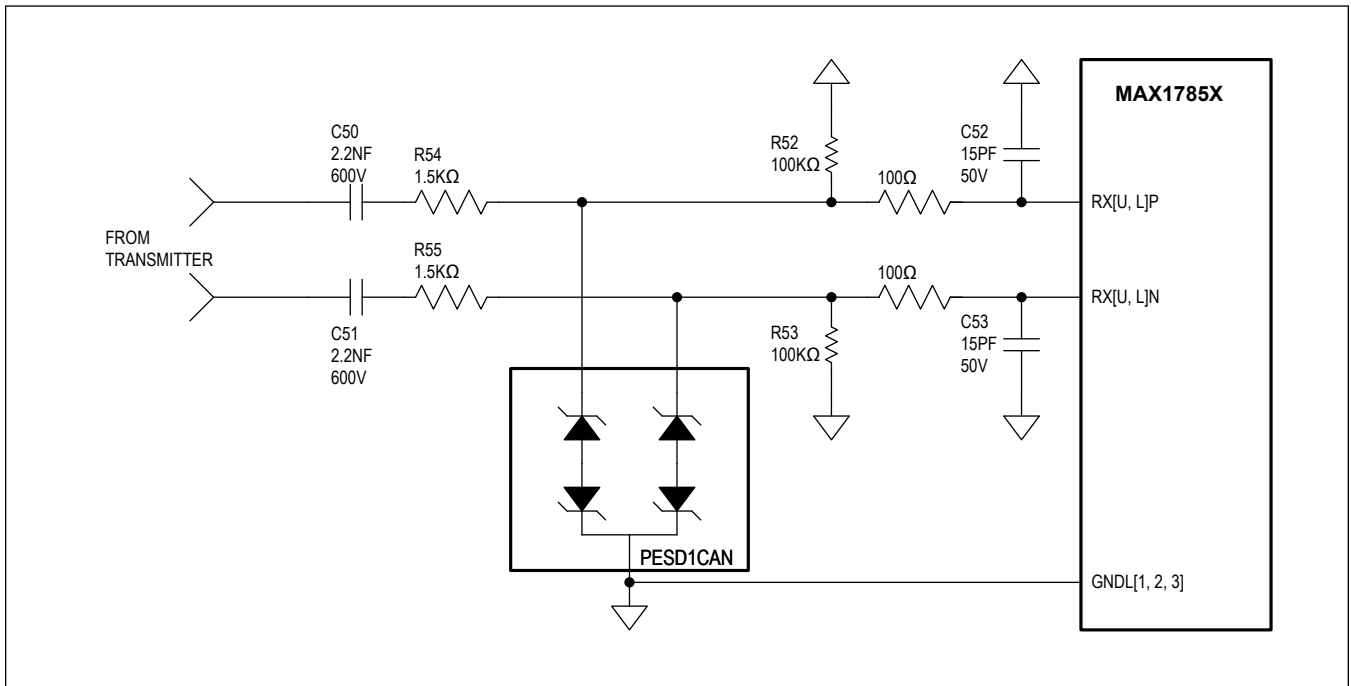 MAX1785X
C50
2.2NF
600V
R54
1.5KΩ
R52
100KΩ
100Ω
C52
15PF
50V
RX[U, L]P
FROM
TRANSMITTER
R55
1.5KΩ
C51
2.2NF
600V
R53
100KΩ
100Ω
C53
15PF
50V
RX[U, L]N
PESD1CAN
GNDL[1, 2, 3]